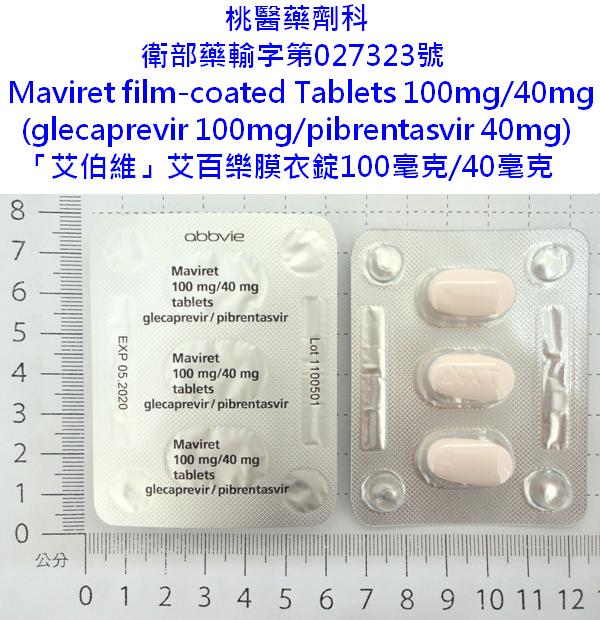 桃醫藥劑科
衛部藥輸字第027323號
Maviret film-coated Tablets 100mg/40mg
(glecaprevir 100mg/pibrentasvir 40mg)
「艾伯維」艾百樂膜衣錠100毫克/40毫克
abbvie
Maviret
100 mg/40 mg
tablets
glecaprevir / pibrentasvir
Maviret
100 mg/40 mg
tablets
glecaprevir / pibrentasvir
Maviret
100 mg/40 mg
tablets
glecaprevir / pibrentasvir
EXP 05.2020
Lot 1100501
8
7
6
5
4
3
2
1
0
公分
0 1 2 3 4 5 6 7 8 9 10 11 12